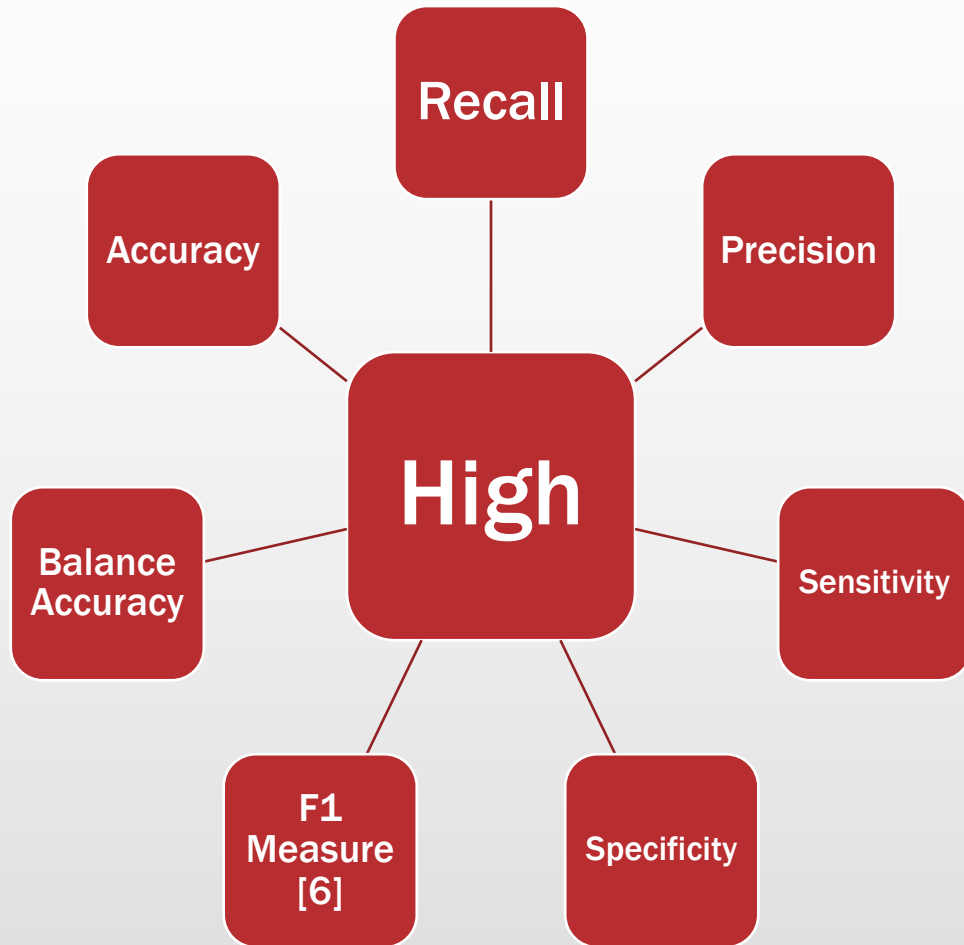 Recall
Accuracy
Precision
High
Balance
Accuracy
Sensitivity
F1
Measure
[6]
Specificity